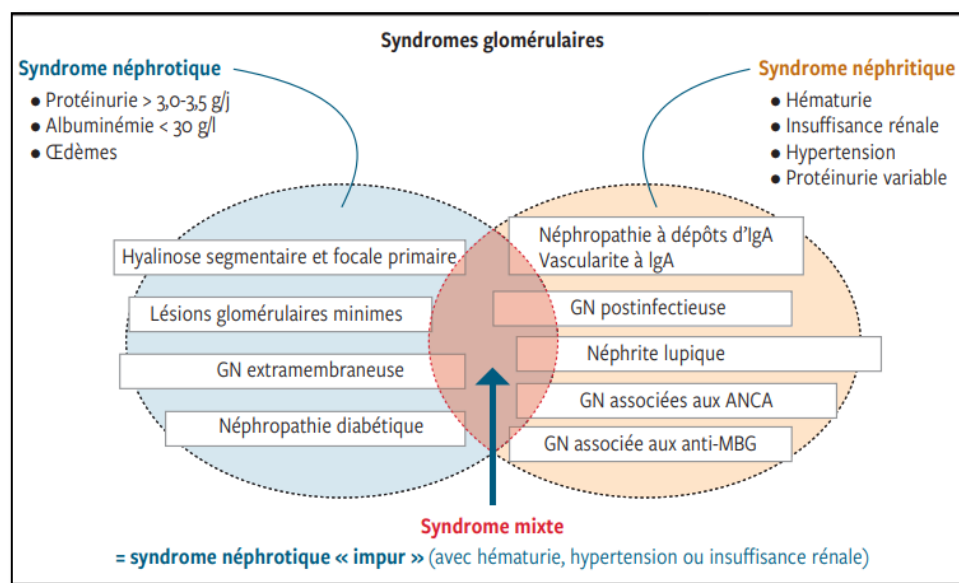 Syndromes glomérulaires
Syndrome néphrotique
● Protéinurie > 3,0-3,5 g/j
● Albuminémie < 30 g/l
● Œdèmes
Syndrome néphritique
● Hématurie
● Insuffisance rénale
● Hypertension
● Protéinurie variable
Hyalinose segmentaire et focale primaire
Lésions glomérulaires minimes
GN extramembraneuse
Néphropathie diabétique
Néphropathie à dépôts d'IgA
Vascularite à IgA
GN postinfectieuse
Néphrite lupique
GN associées aux ANCA
GN associée aux anti-MBG
Syndrome mixte
= syndrome néphrotique « impur » (avec hématurie, hypertension ou insuffisance rénale)